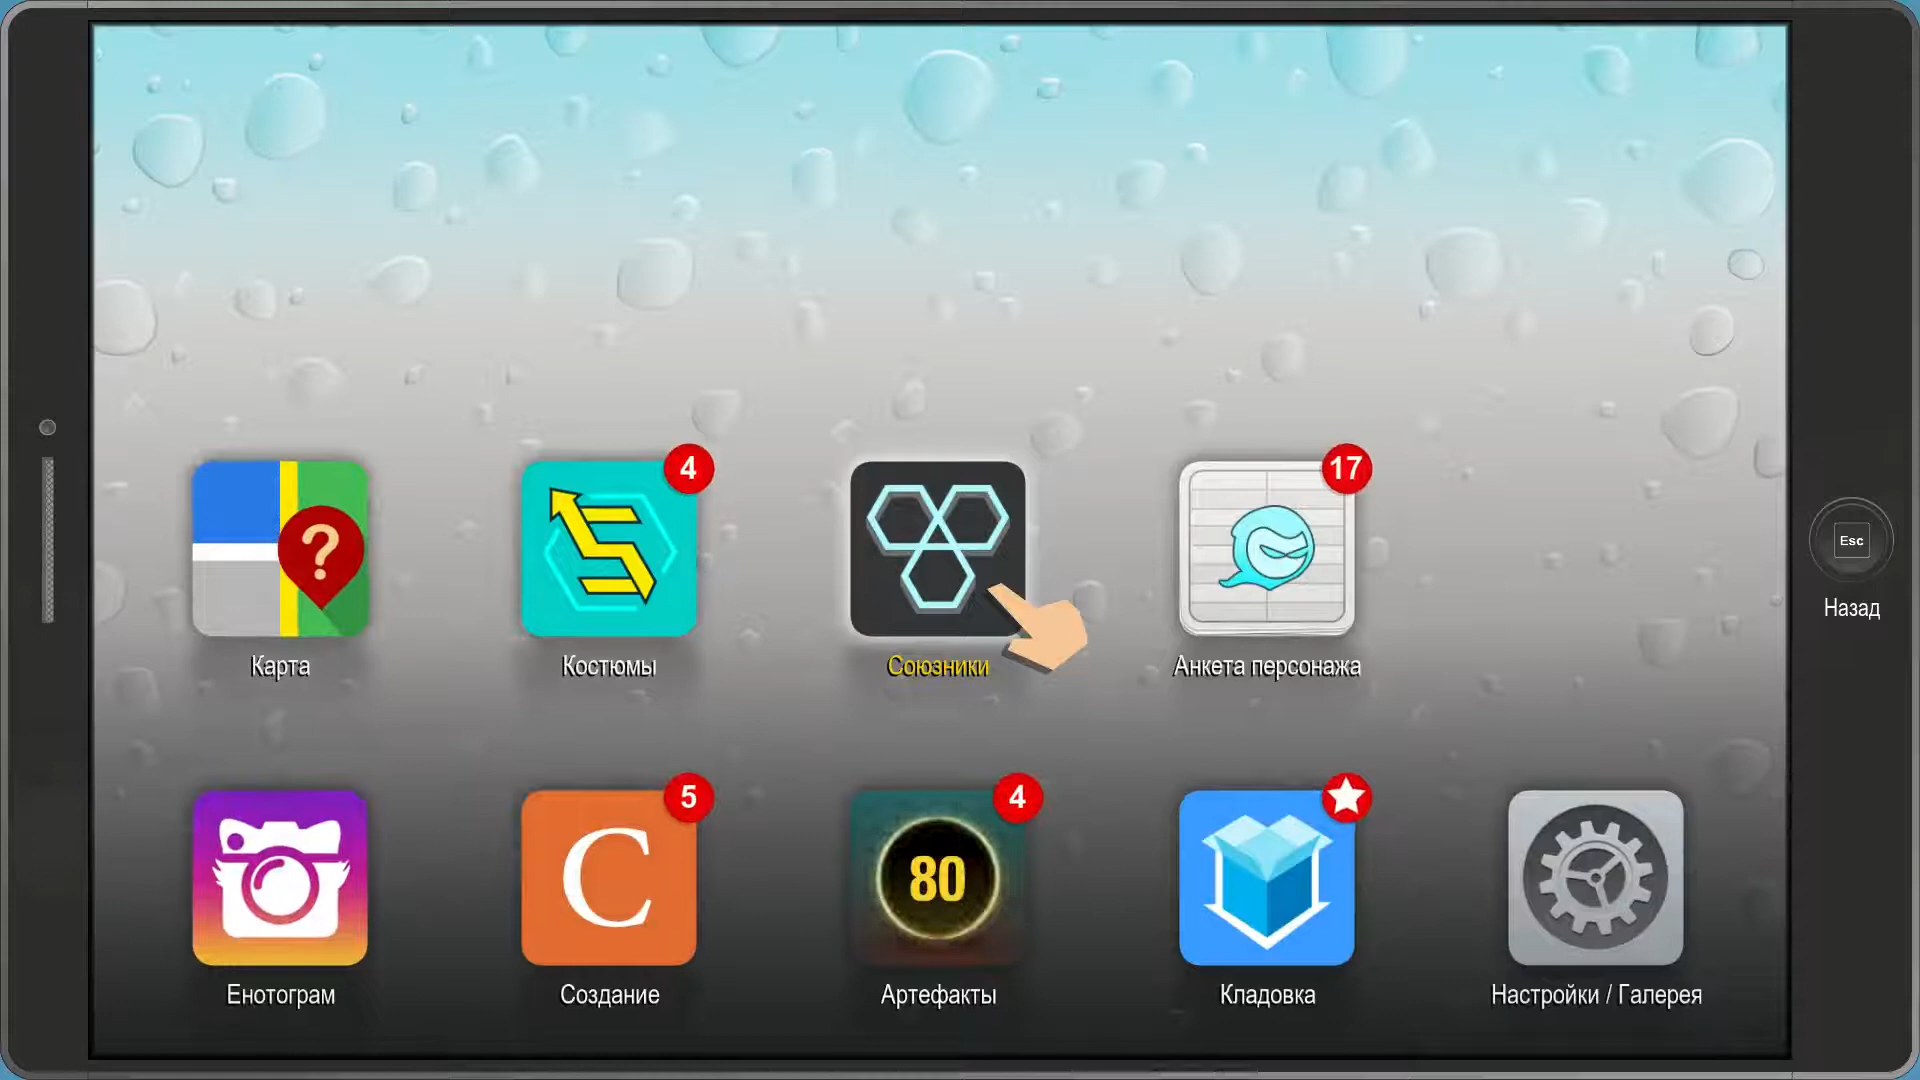 4
17
?
Esc
Назад
Карта
Костюмы
Союзники
Анкета персонажа
5
4
C
80
Енотограм
Создание
Артефакты
Кладовка
Настройки / Галерея